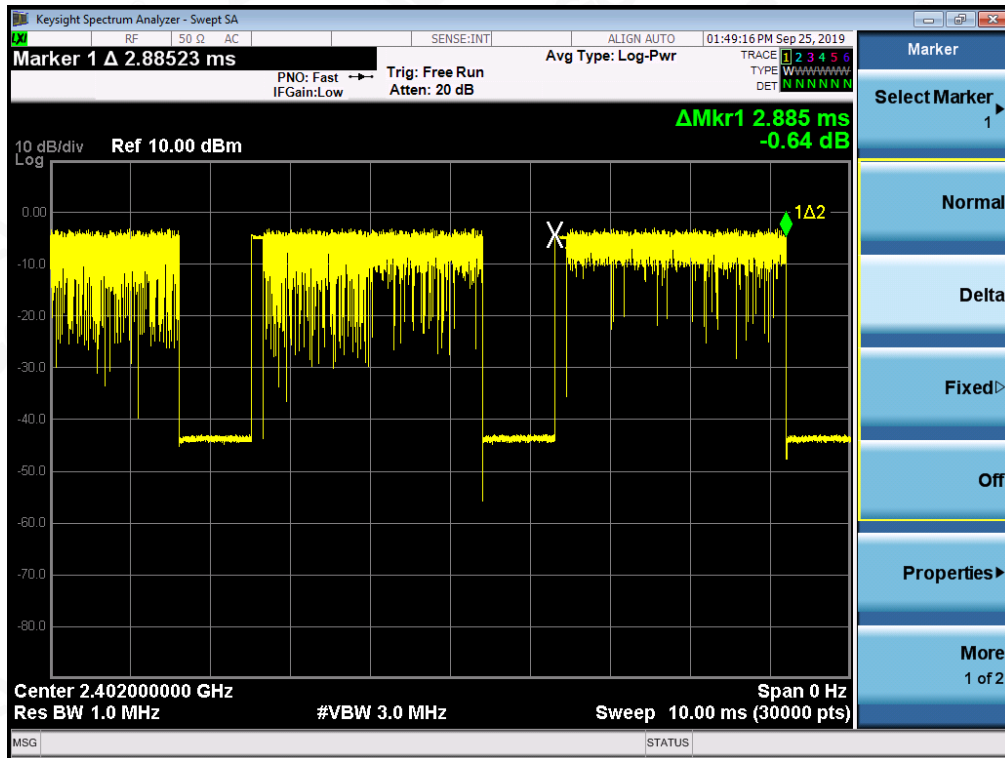 Keysight Spectrum Analyzer - Swept SA
LXI RF 50 Ω AC SENSE:INT ALIGN AUTO 01:49:16 PM Sep 25, 2019
Marker 1 Δ 2.88523 ms
PNO: Fast
IFGain:Low
Trig: Free Run
Atten: 20 dB
Avg Type: Log-Pwr
TRACE 1 2 3 4 5 6
TYPE WWWWWW
DET N N N N N N
ΔMkr1 2.885 ms
-0.64 dB
10 dB/div Ref 10.00 dBm
Log
0.00
-10.0
-20.0
-30.0
-40.0
-50.0
-60.0
-70.0
-80.0
X
1Δ2
Center 2.402000000 GHz Span 0 Hz
Res BW 1.0 MHz #VBW 3.0 MHz Sweep 10.00 ms (30000 pts)
MSG STATUS
Marker
Select Marker
1
Normal
Delta
Fixed
Off
Properties
More
1 of 2